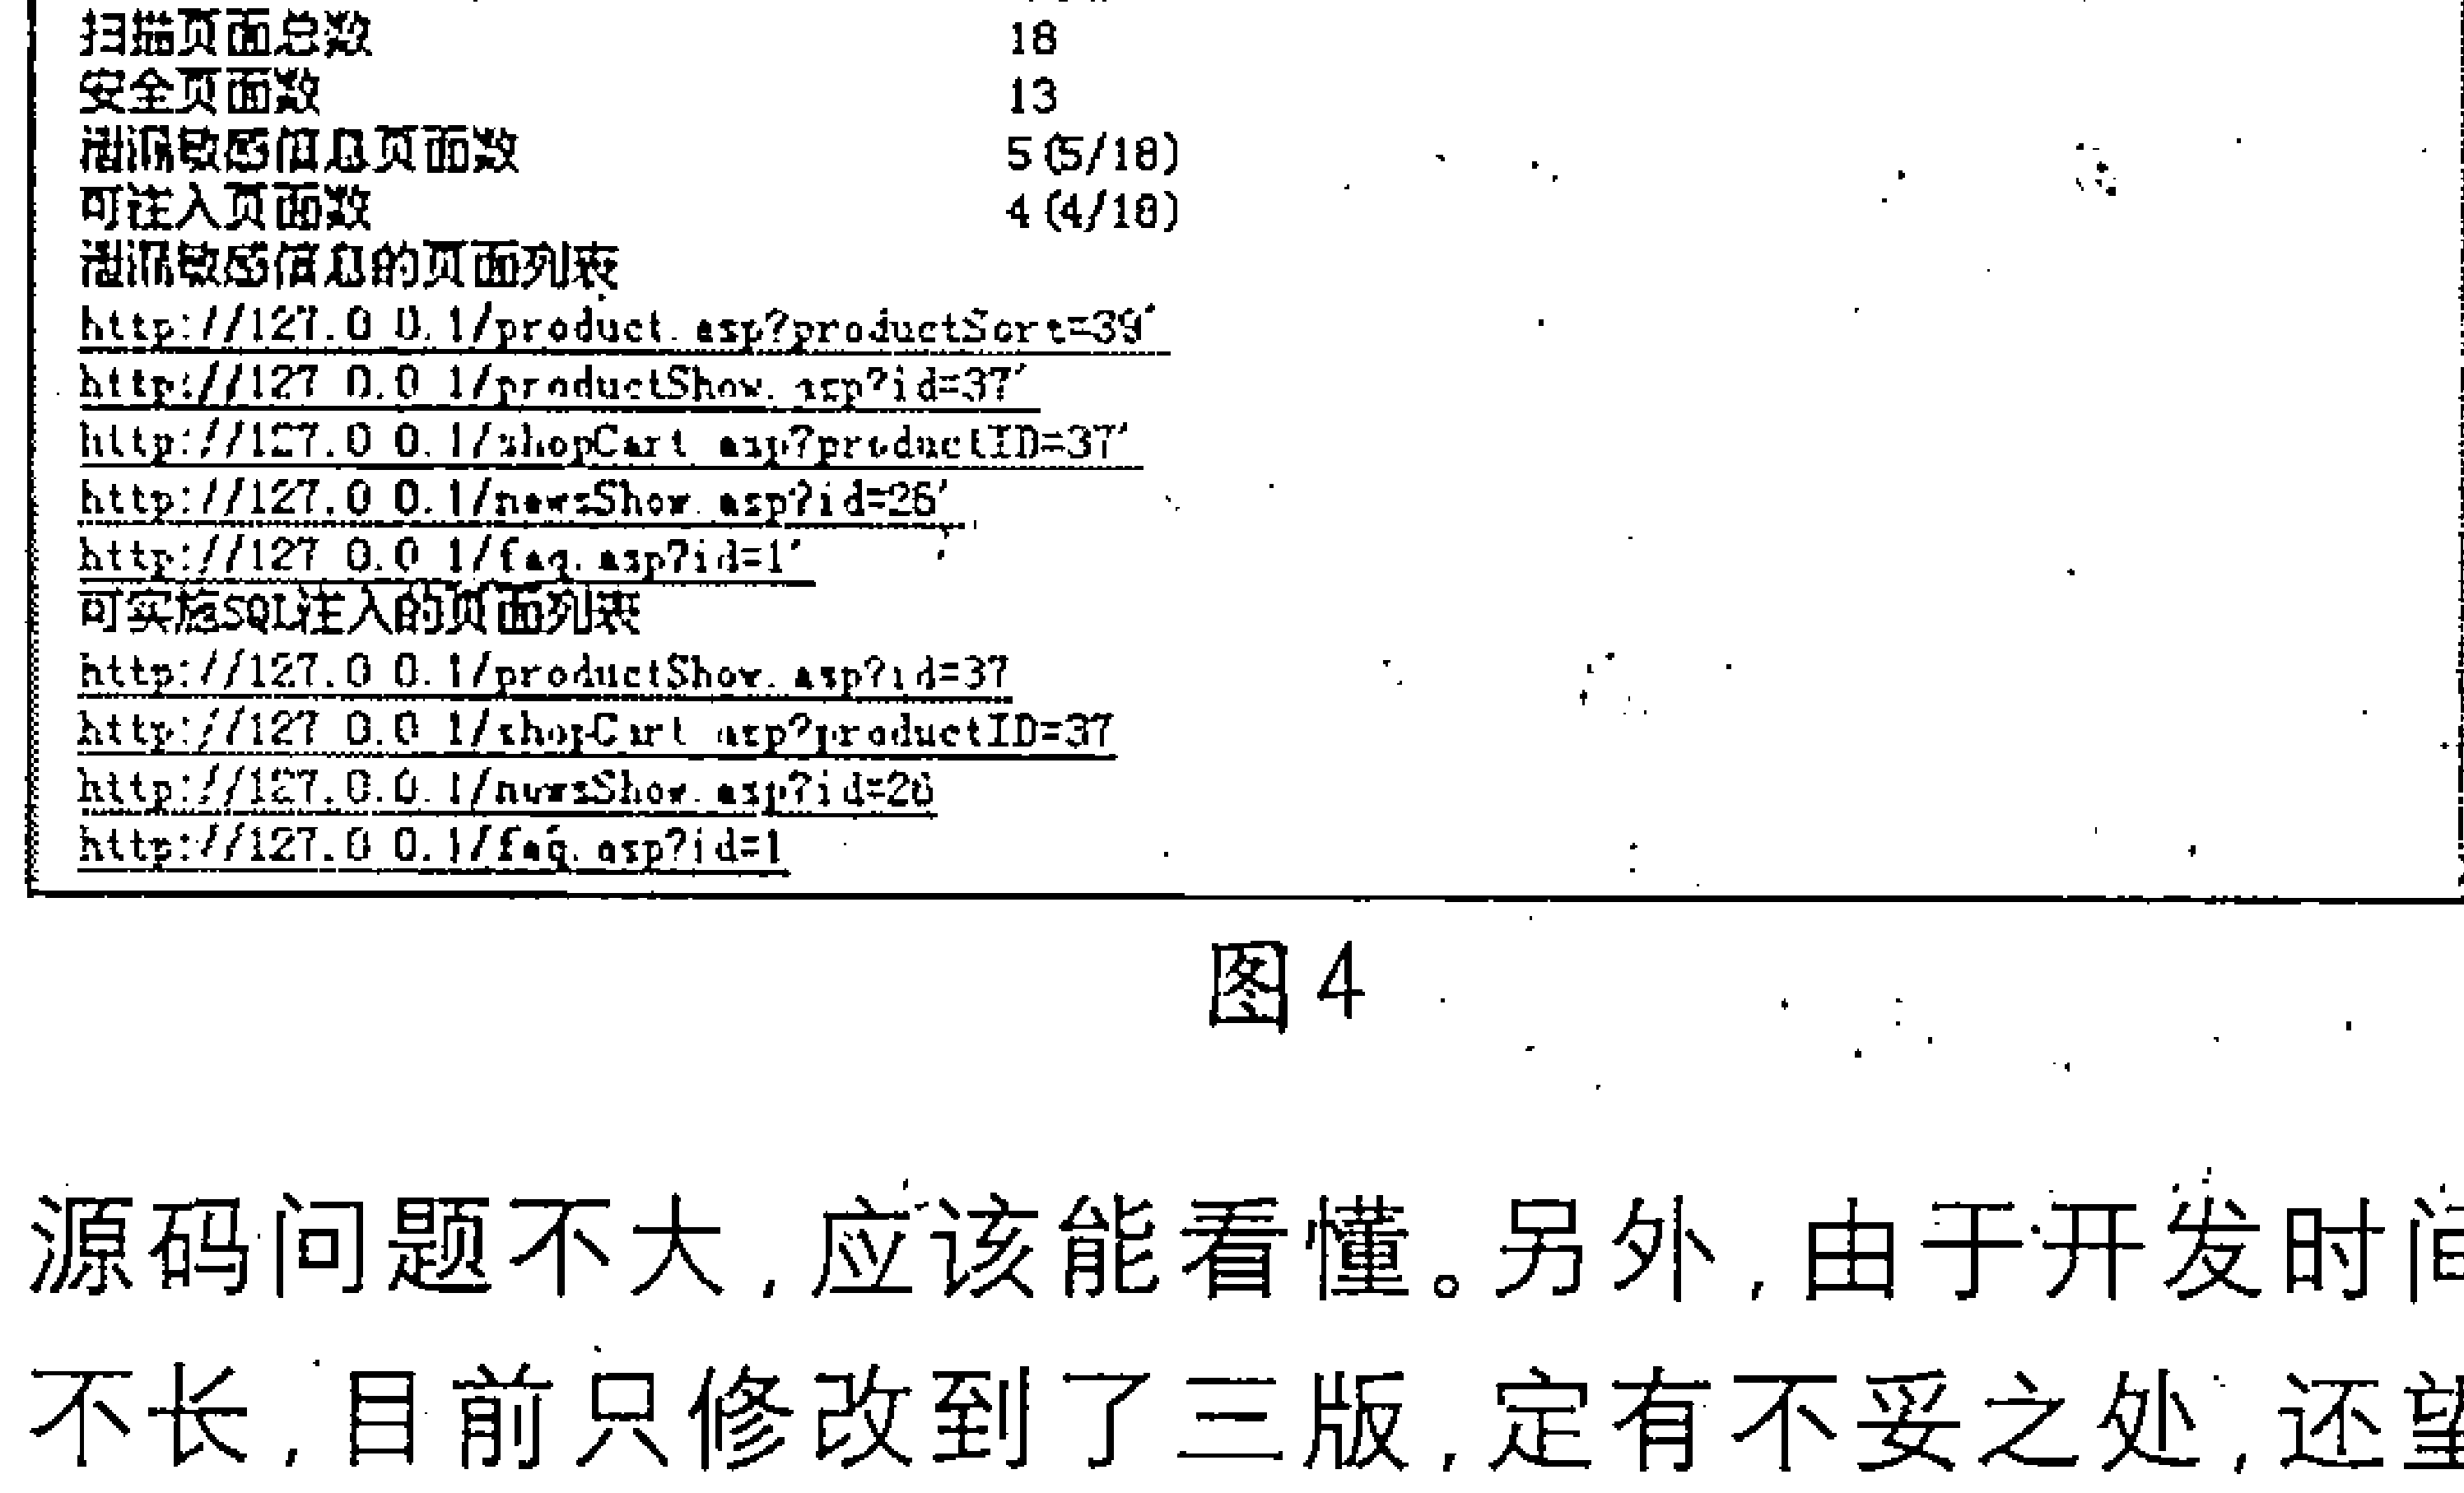 扫描页面总数 18
安全页面数 13
泄漏敏感信息页面数 5(5/18)
可注入页面数 4(4/18)
泄漏敏感信息的页面列表
http://127.0.0.1/product.asp?productSort=39'
http://127.0.0.1/productShow.asp?id=37'
http://127.0.0.1/shopCart.asp?productID=37'
http://127.0.0.1/newsShow.asp?id=26'
http://127.0.0.1/faq.asp?id=1'
可实施SQL注入的页面列表
http://127.0.0.1/productShow.asp?id=37
http://127.0.0.1/shopCart.asp?productID=37
http://127.0.0.1/newsShow.asp?id=26
http://127.0.0.1/faq.asp?id=1
图4
源码问题不大,应该能看懂。另外,由于开发时间
不长,目前只修改到了三版,定有不妥之处,还望